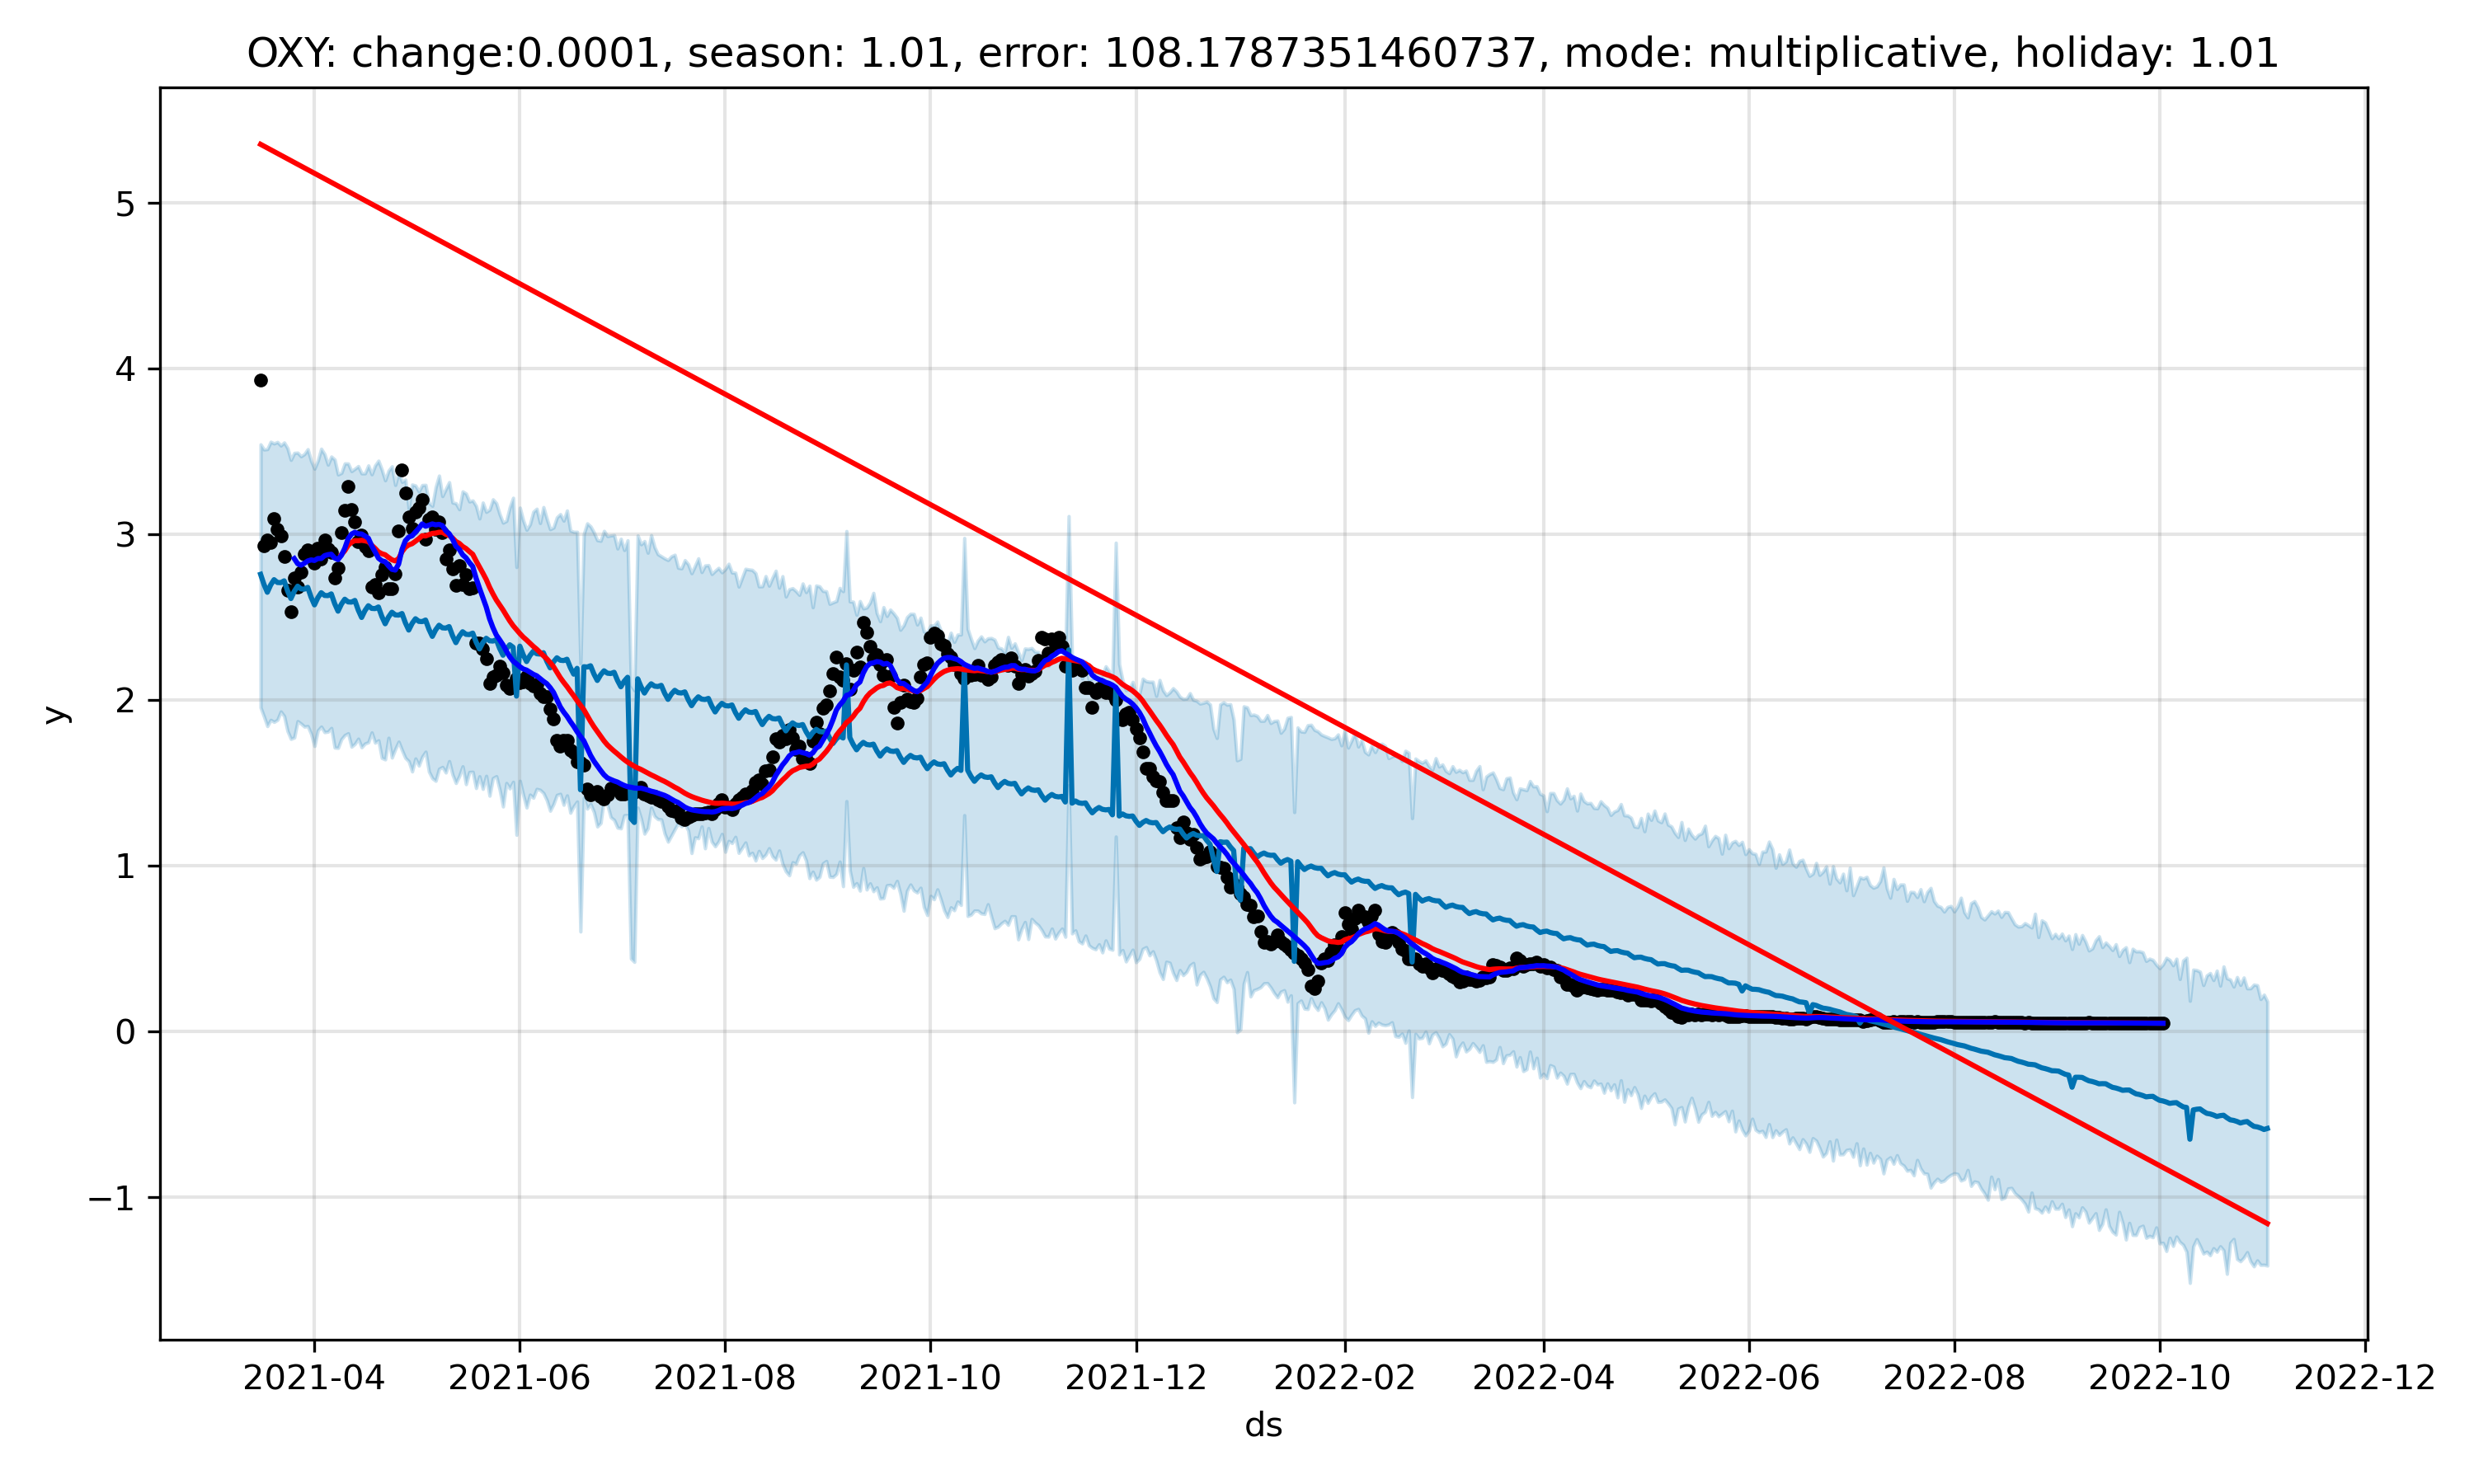 OXY: change:0.0001, season: 1.01, error: 108.1787351460737, mode: multiplicative, holiday: 1.01
5
4
3
2
1
0
−1
y
2021-04 2021-06 2021-08 2021-10 2021-12 2022-02 2022-04 2022-06 2022-08 2022-10 2022-12
ds